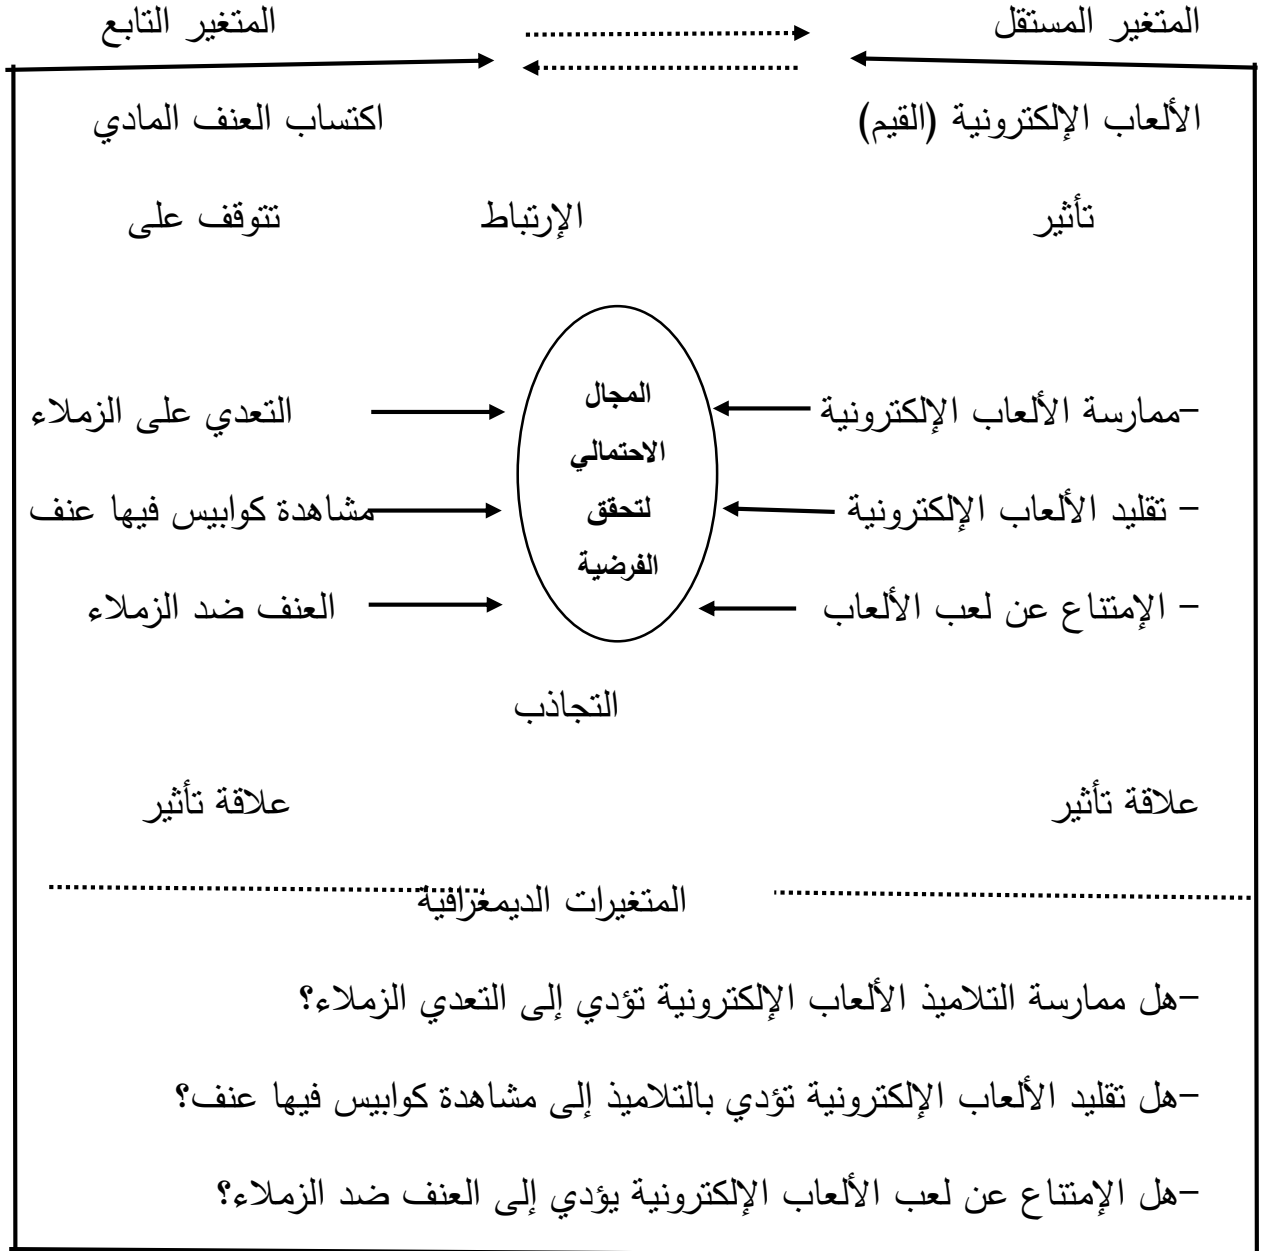 المتغير المستقل المتغير التابع
الألعاب الإلكترونية (القيم) اكتساب العنف المادي
تأثير الإرتباط تتوقف على
المجال
الاحتمالي
لتحقق
الفرضية
-ممارسة الألعاب الإلكترونية التعدي على الزملاء
- تقليد الألعاب الإلكترونية مشاهدة كوابيس فيها عنف
- الإمتناع عن لعب الألعاب العنف ضد الزملاء
التجاذب
علاقة تأثير علاقة تأثير
المتغيرات الديمغرافية
-هل ممارسة التلاميذ الألعاب الإلكترونية تؤدي إلى التعدي الزملاء؟
-هل تقليد الألعاب الإلكترونية تؤدي بالتلاميذ إلى مشاهدة كوابيس فيها عنف؟
-هل الإمتناع عن لعب الألعاب الإلكترونية يؤدي إلى العنف ضد الزملاء؟